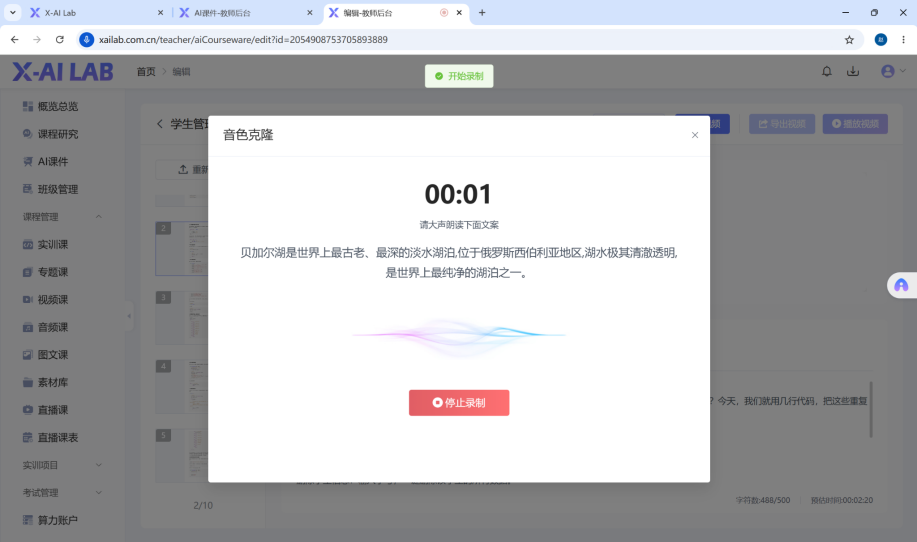 X-AI Lab
AI课件-教师后台
编辑-教师后台
xailab.com.cn/teacher/aiCourseware/edit?id=2054908753705893889
X-AI LAB
首页 > 编辑
开始录制
概览总览
课程研究
AI课件
班级管理
课程管理
实训课
专题课
视频课
音频课
图文课
素材库
直播课
直播课表
实训项目
考试管理
算力账户
学生管
频
导出视频
播放视频
重新
2
3
4
5
2/10
音色克隆
00:01
请大声朗读下面文案
贝加尔湖是世界上最古老、最深的淡水湖泊,位于俄罗斯西伯利亚地区,湖水极其清澈透明,
是世界上最纯净的湖泊之一。
停止录制
? 今天，我们就用几行代码，把这些重复
字符数:488/500
预估时间:00:02:20